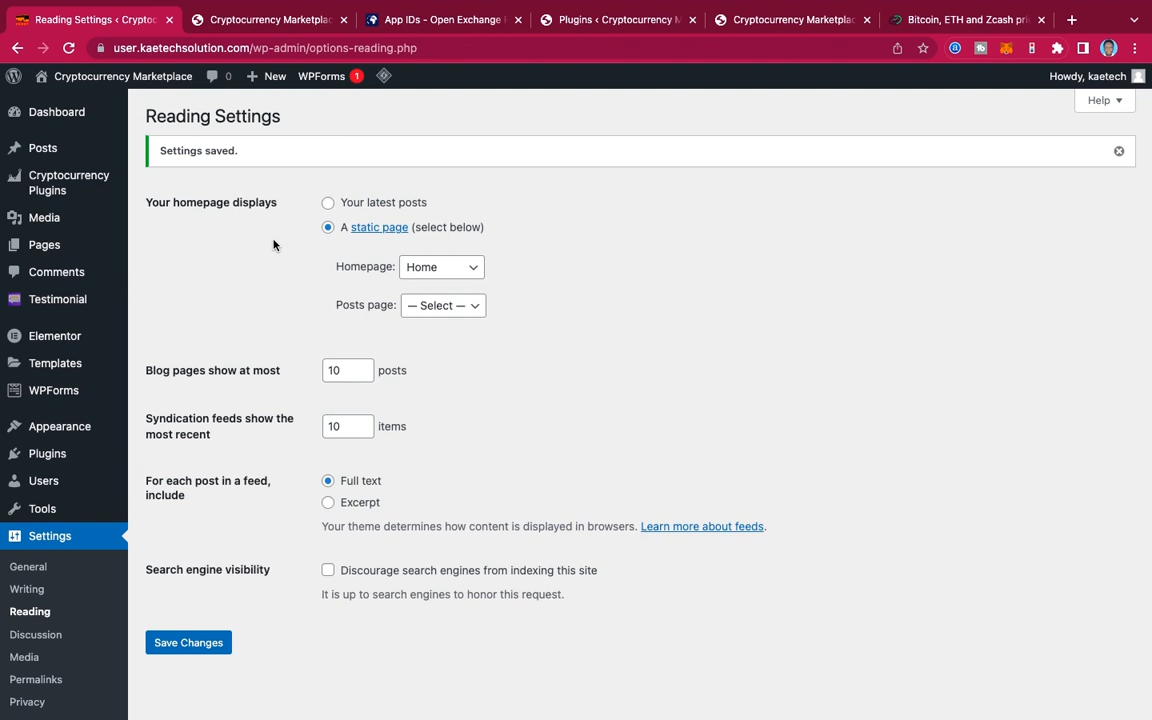 Reading Settings ‹ Cryptoc
Cryptocurrency Marketplac
App IDs - Open Exchange
Plugins ‹ Cryptocurrency M
Cryptocurrency Marketplac
Bitcoin, ETH and Zcash pri
user.kaetechsolution.com/wp-admin/options-reading.php
Cryptocurrency Marketplace 0 New WPForms 1 Howdy, kaetech
Help
Dashboard
Posts
Cryptocurrency
Plugins
Media
Pages
Comments
Testimonial
Elementor
Templates
WPForms
Appearance
Plugins
Users
Tools
Settings
General
Writing
Reading
Discussion
Media
Permalinks
Privacy
Reading Settings
Settings saved.
Your homepage displays
Your latest posts
A static page (select below)
Homepage: Home
Posts page: — Select —
Blog pages show at most
10 posts
Syndication feeds show the
most recent
10 items
For each post in a feed,
include
Full text
Excerpt
Your theme determines how content is displayed in browsers. Learn more about feeds.
Search engine visibility
Discourage search engines from indexing this site
It is up to search engines to honor this request.
Save Changes